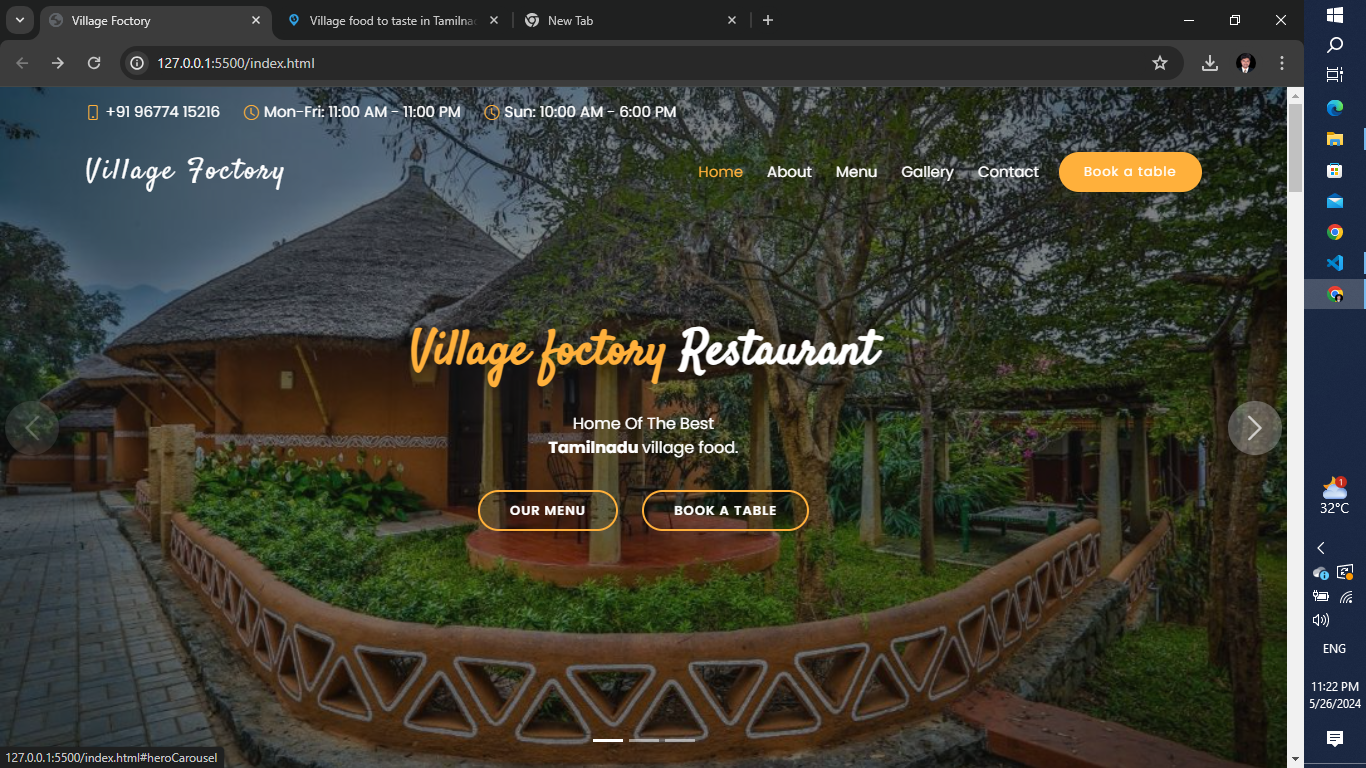 Village Foctory
Village food to taste in Tamilnad
New Tab
127.0.0.1:5500/index.html
+91 96774 15216
Mon-Fri: 11:00 AM - 11:00 PM
Sun: 10:00 AM - 6:00 PM
Village Foctory
Home
About
Menu
Gallery
Contact
Book a table
Village foctory Restaurant
Home Of The Best
Tamilnadu village food.
OUR MENU
BOOK A TABLE
127.0.0.1:5500/index.html#heroCarousel
1
32°C
ENG
11:22 PM
5/26/2024